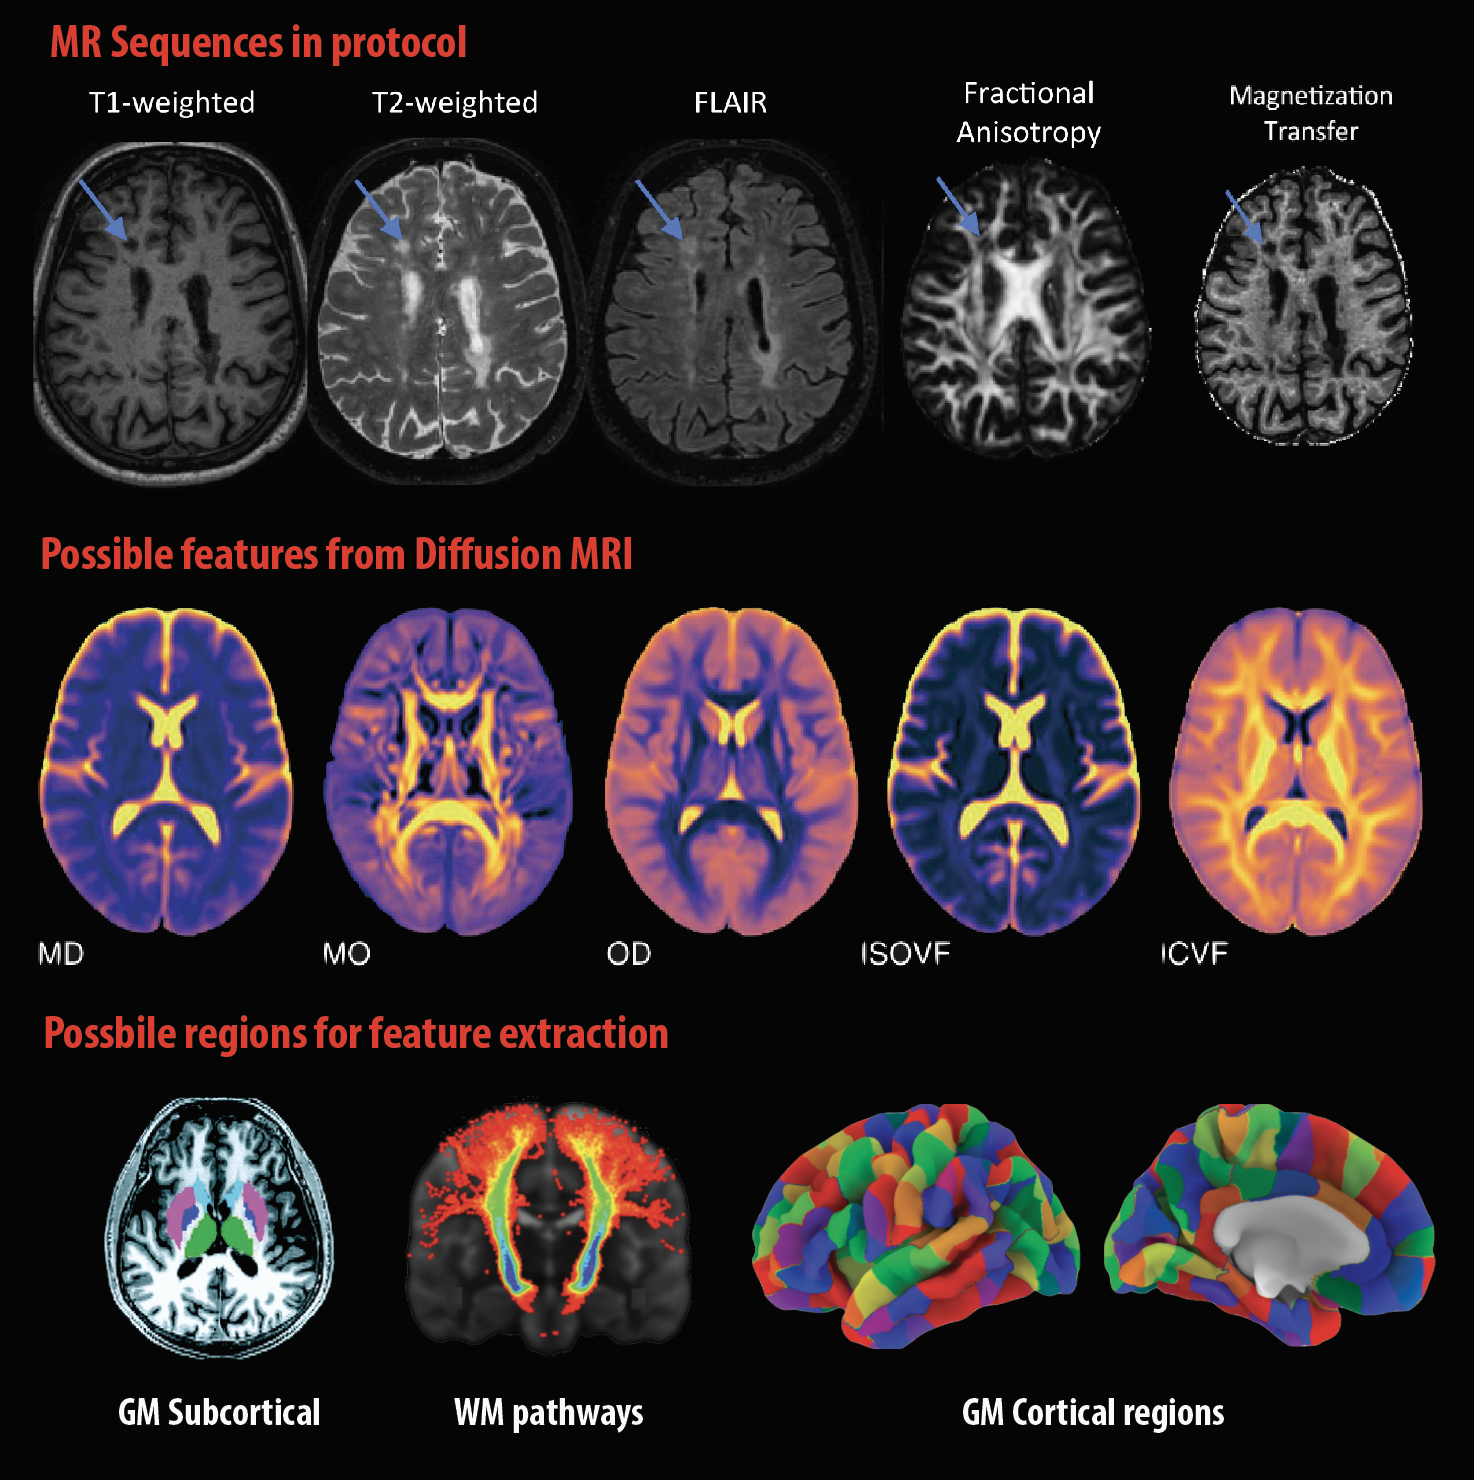 MR Sequences in protocol
T1-weighted
T2-weighted
FLAIR
Fractional
Anisotropy
Magnetization
Transfer
Possible features from Diffusion MRI
MD
MO
OD
ISOVF
ICVF
Possbile regions for feature extraction
GM Subcortical
WM pathways
GM Cortical regions